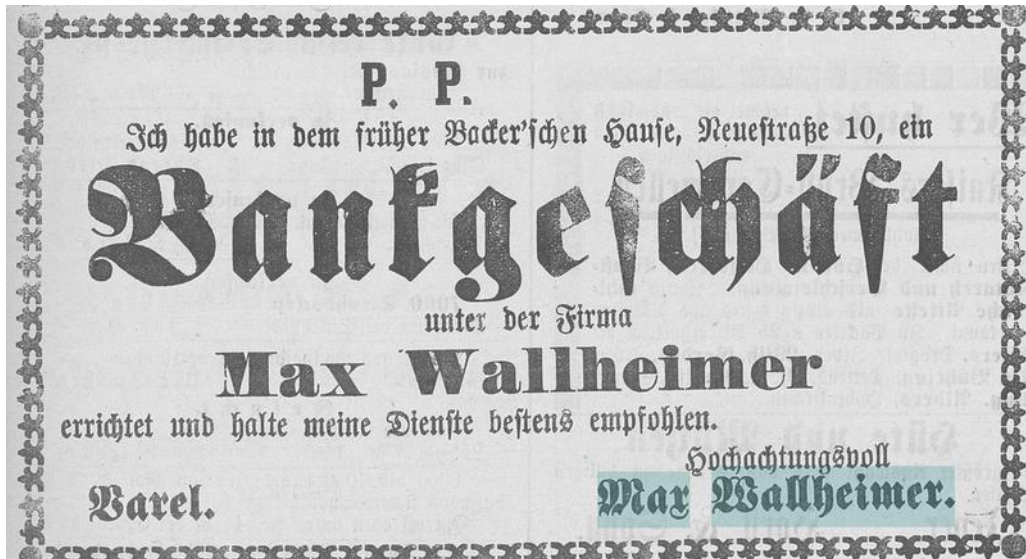 P. P.
Ich habe in dem früher Backer'schen Hause, Neuestraße 10, ein
Bankgeschäft
unter der Firma
Max Wallheimer
errichtet und halte meine Dienste bestens empfohlen.
Hochachtungsvoll
Varel. Max Wallheimer.